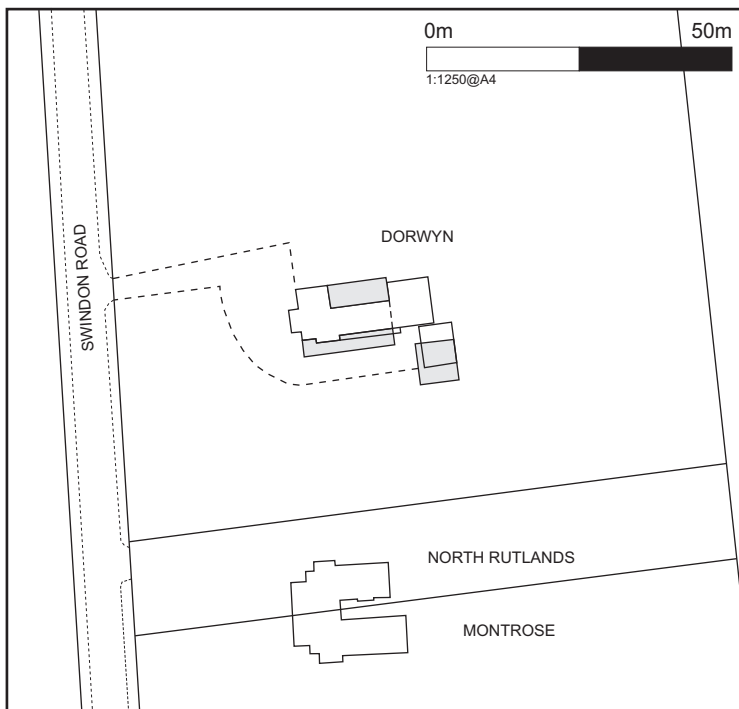 0m 50m
1:1250@A4
DORWYN
SWINDON ROAD
NORTH RUTLANDS
MONTROSE